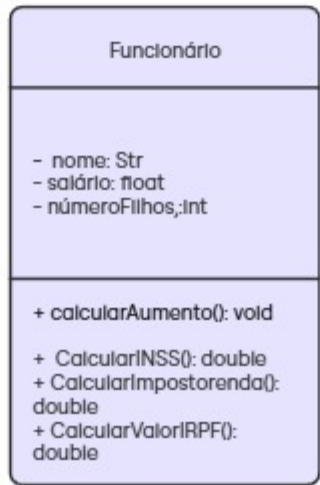 Funcionário
- nome: Str
- salário: float
- númeroFilhos,:int
+ calcularAumento(): void
+ CalcularINSS(): double
+ CalcularImpostorenda():
double
+ CalcularValorIRPF():
double